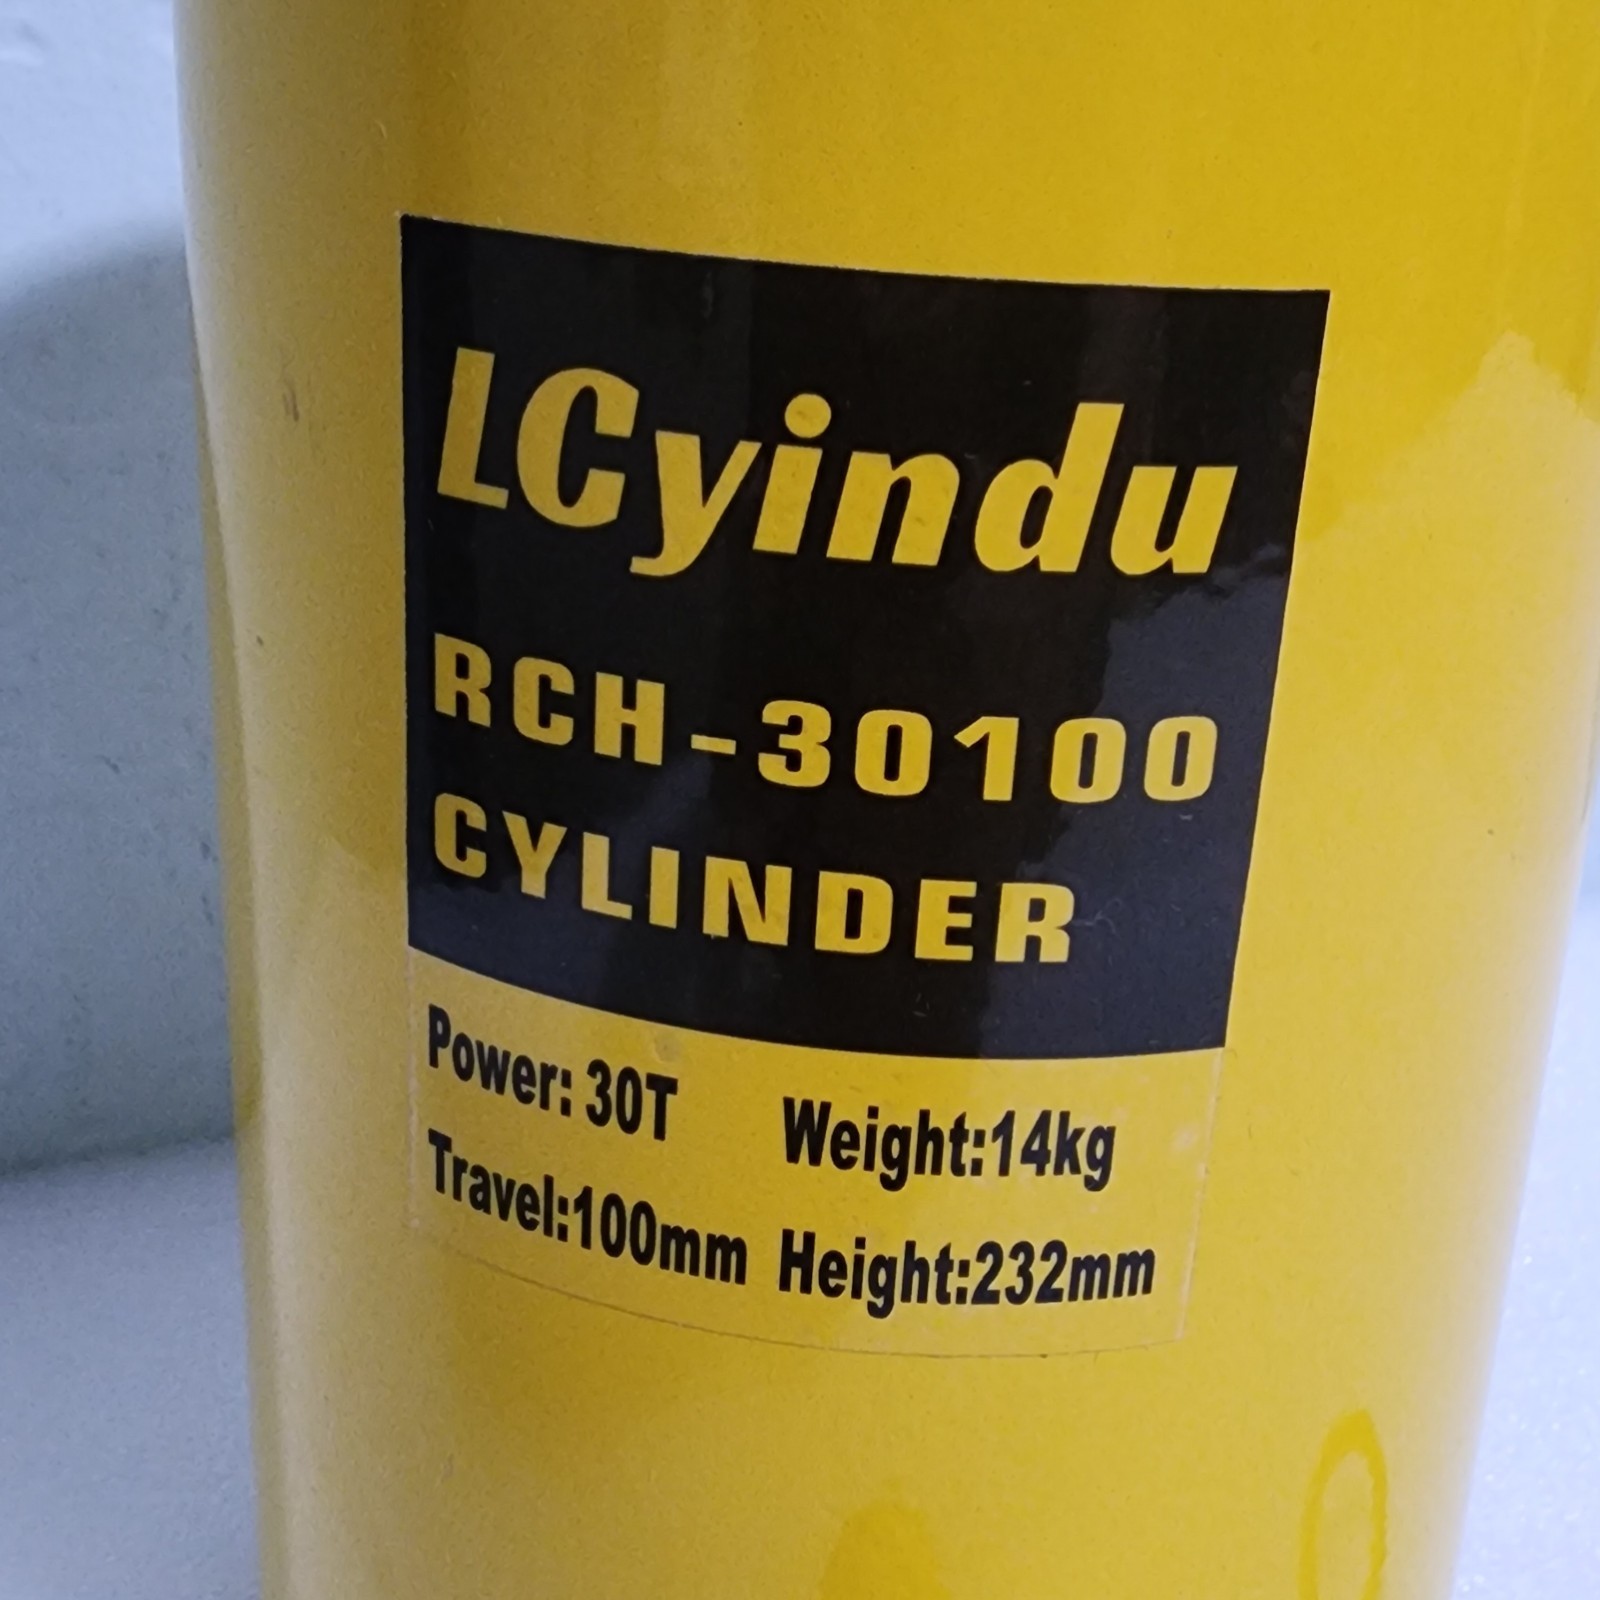 LCyindu
RCH-30100
CYLINDER
Power: 30T Weight:14kg
Travel:100mm Height:232mm